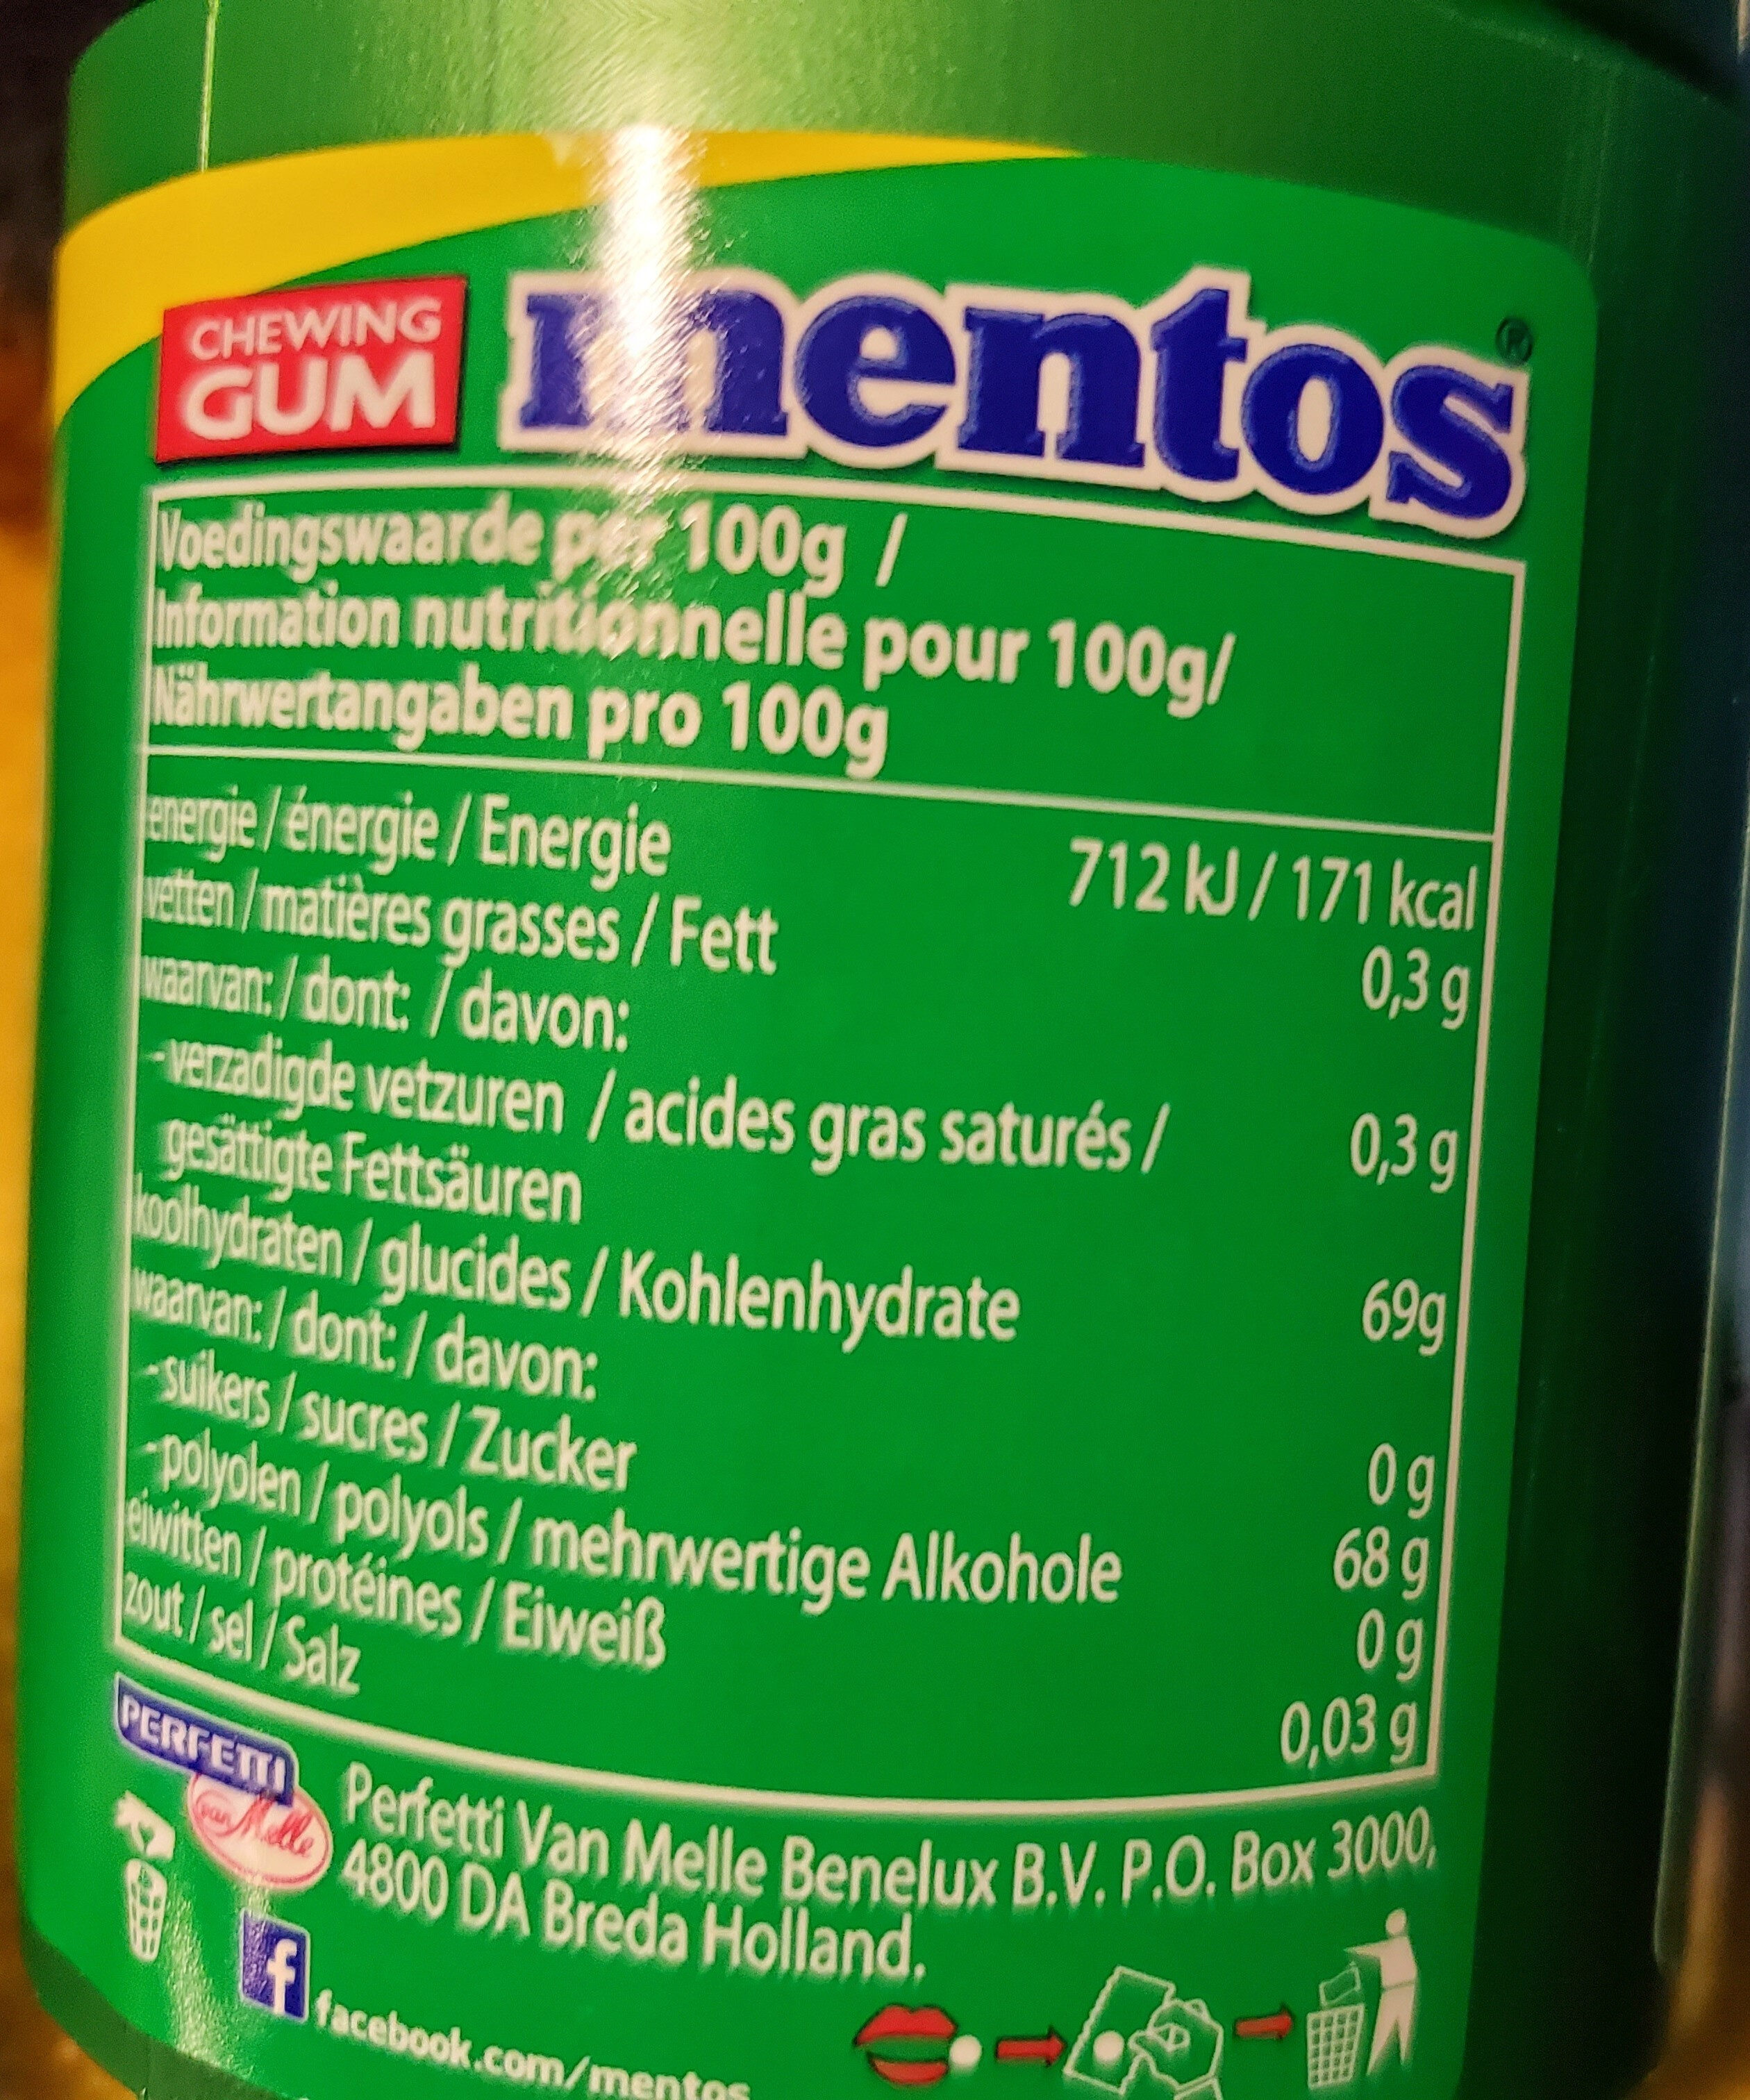 CHEWING
GUM
mentos®
Voedingswaarde per 100g /
Information nutritionnelle pour 100g/
Nährwertangaben pro 100g
energie / énergie / Energie 712 kJ / 171 kcal
vetten / matières grasses / Fett 0,3 g
waarvan: / dont: / davon:
-verzadigde vetzuren / acides gras saturés / 0,3 g
gesättigte Fettsäuren
koolhydraten / glucides / Kohlenhydrate 69g
waarvan: / dont: / davon:
-suikers / sucres / Zucker 0 g
-polyolen / polyols / mehrwertige Alkohole 68 g
eiwitten / protéines / Eiweiß 0 g
zout / sel / Salz 0,03 g
PERFETTI
van Melle
Perfetti Van Melle Benelux B.V. P.O. Box 3000,
4800 DA Breda Holland.
f facebook.com/mentos